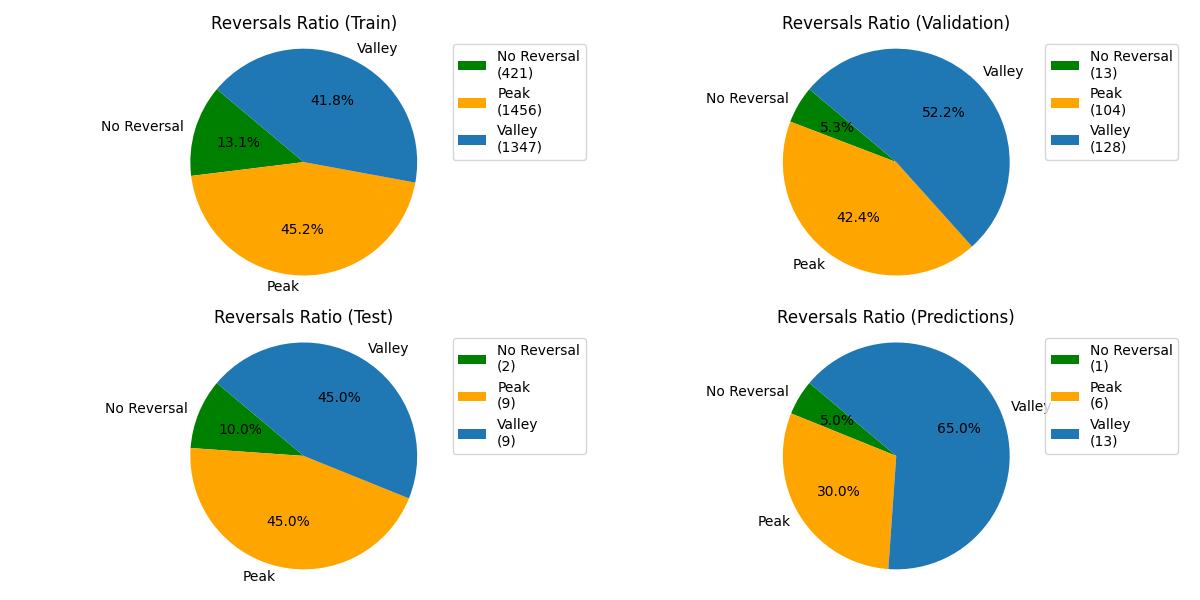 Reversals Ratio (Train)
Valley
41.8%
No Reversal
13.1%
45.2%
Peak
No Reversal
(421)
Peak
(1456)
Valley
(1347)
Reversals Ratio (Validation)
Valley
52.2%
No Reversal
5.3%
42.4%
Peak
No Reversal
(13)
Peak
(104)
Valley
(128)
Reversals Ratio (Test)
Valley
45.0%
No Reversal
10.0%
45.0%
Peak
No Reversal
(2)
Peak
(9)
Valley
(9)
Reversals Ratio (Predictions)
No Reversal
Valley
5.0%
65.0%
30.0%
Peak
No Reversal
(1)
Peak
(6)
Valley
(13)